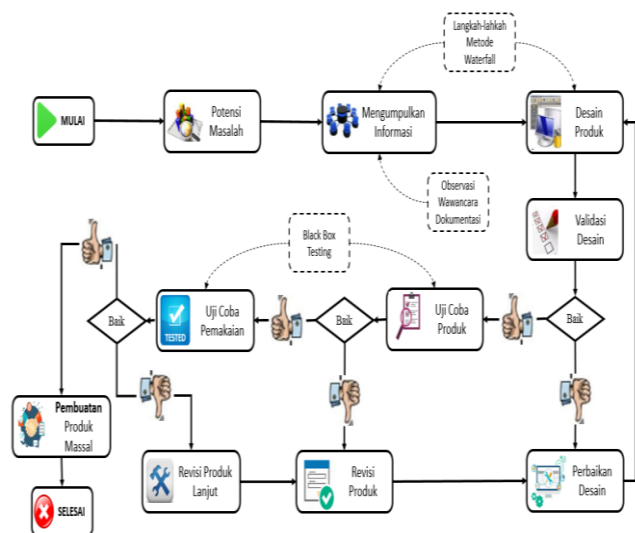 Langkah-lahkah
Metode
Waterfall
MULAI
Potensi
Masalah
Mengumpulkan
Informasi
Desain
Produk
Observasi
Wawancara
Dokumentasi
Validasi
Desain
Black Box
Testing
Baik
Uji Coba
Pemakaian
TESTED
Baik
Uji Coba
Produk
Baik
Pembuatan
Produk
Massal
Revisi Produk
Lanjut
Revisi
Produk
Perbaikan
Desain
SELESAI